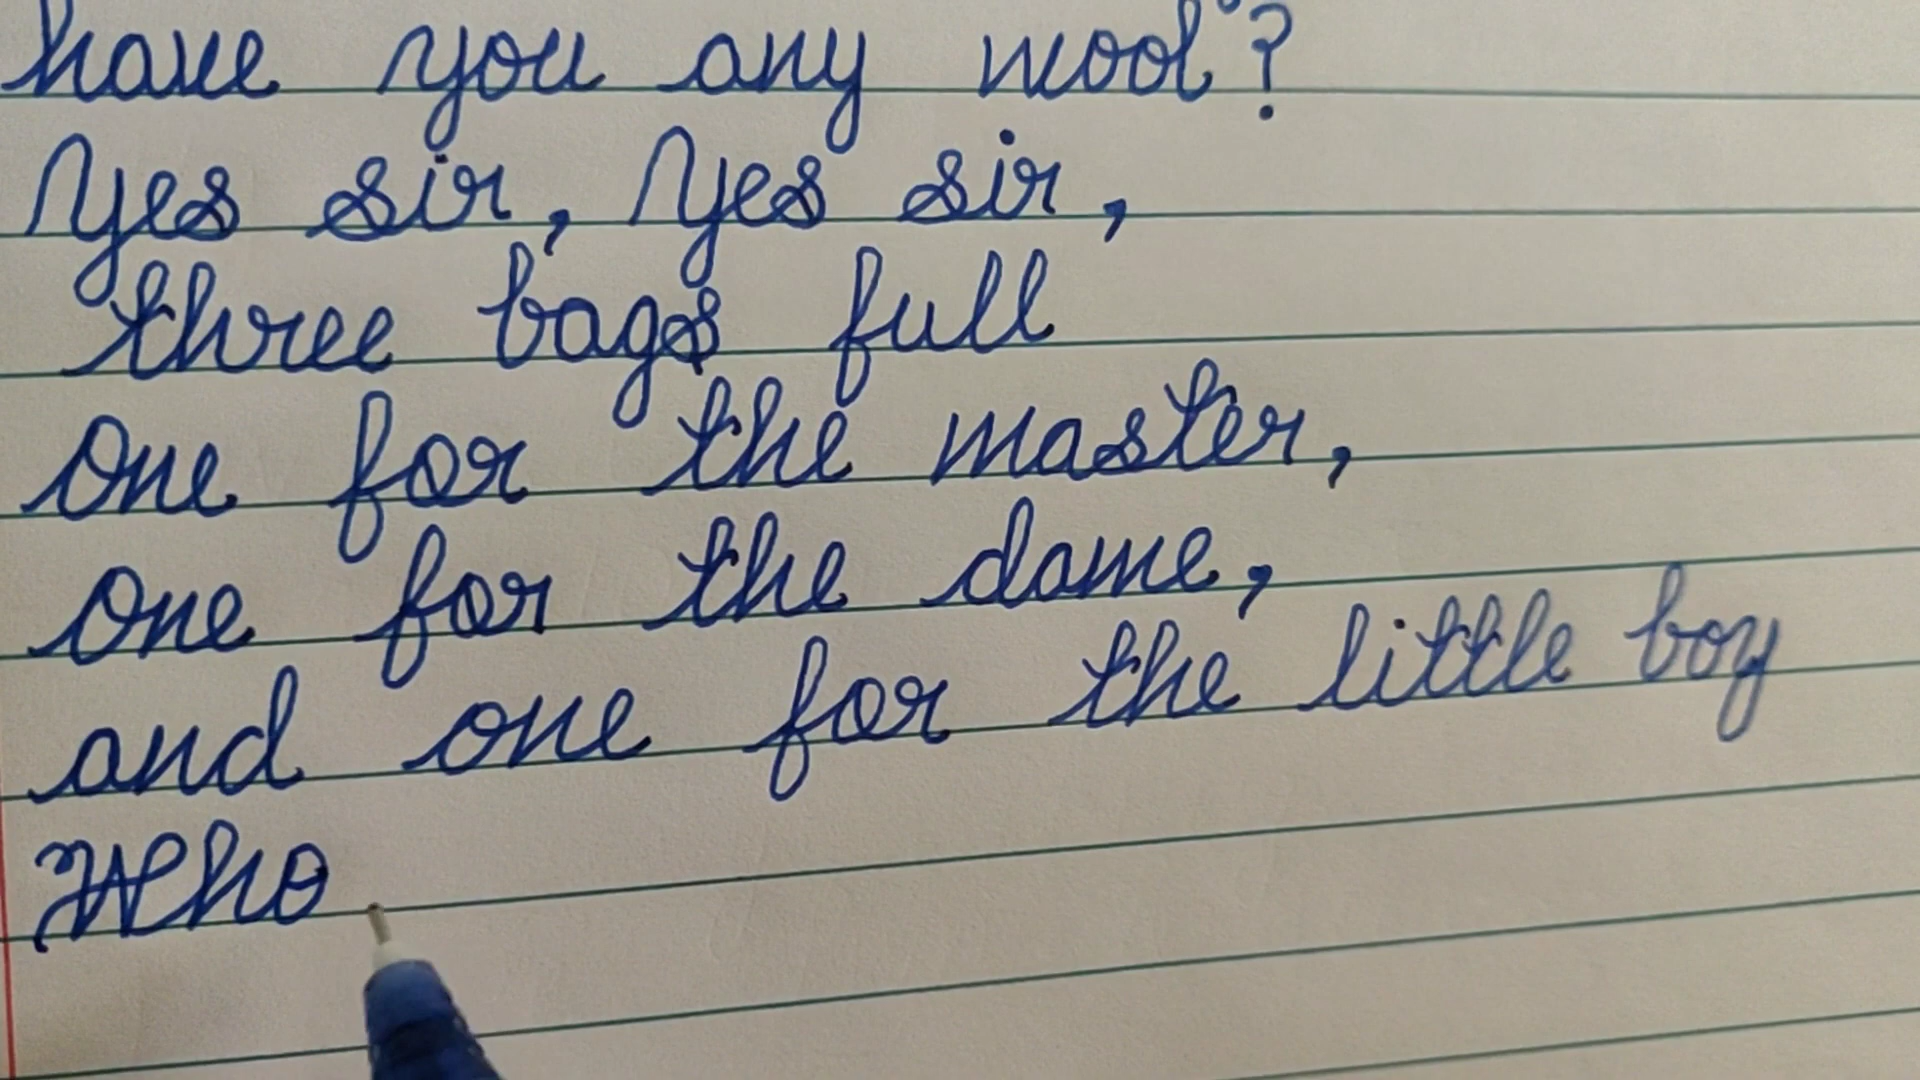 have you any wool?
Yes sir, Yes sir,
three bags full
One for the master,
One for the dame,
and one for the little boy
Who